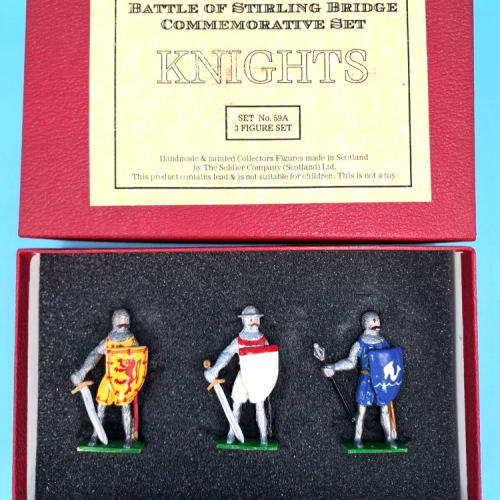 BATTLE OF STIRLING BRIDGE
COMMEMORATIVE SET
KNIGHTS
SET No. 59A
3 FIGURE SET
Handmade & painted Collectors Figures made in Scotland
by The Soldier Company (Scotland) Ltd.
This product contains lead & is not suitable for children. This is not a toy.